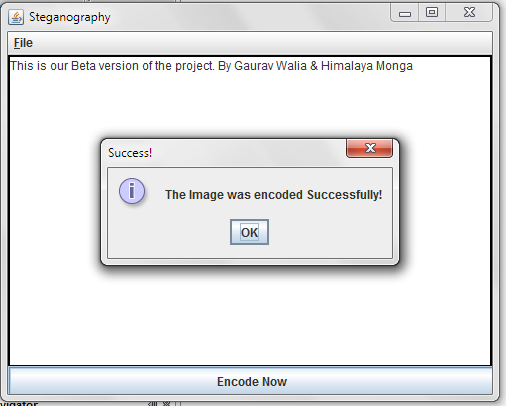 Steganography
File
This is our Beta version of the project. By Gaurav Walia & Himalaya Monga
Success!
The Image was encoded Successfully!
OK
Encode Now